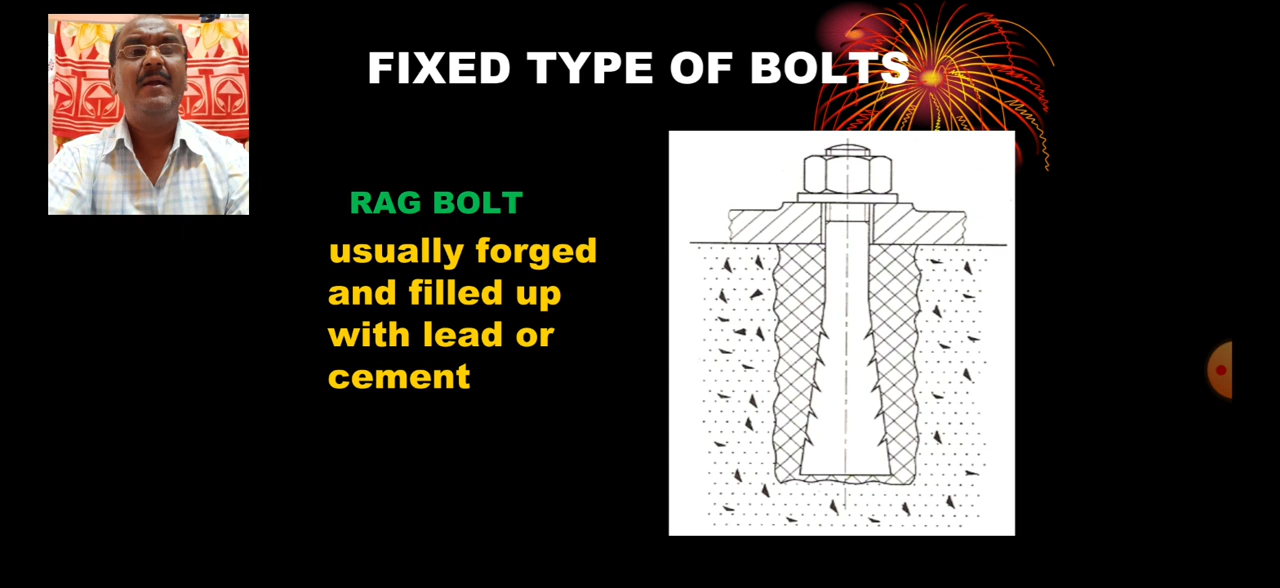 FIXED TYPE OF BOLTS
RAG BOLT
usually forged
and filled up
with lead or
cement